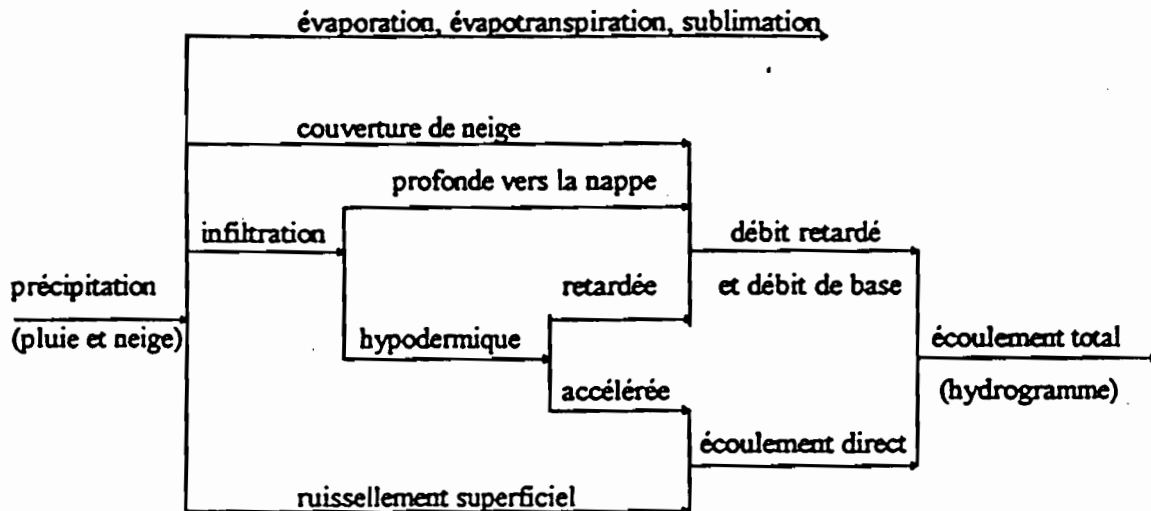 évaporation, évapotranspiration, sublimation
couverture de neige
profonde vers la nappe
infiltration
débit retardé
précipitation
retardée
et débit de base
(pluie et neige)
hypodermique
écoulement total
accélérée
(hydrogramme)
écoulement direct
ruissellement superficiel